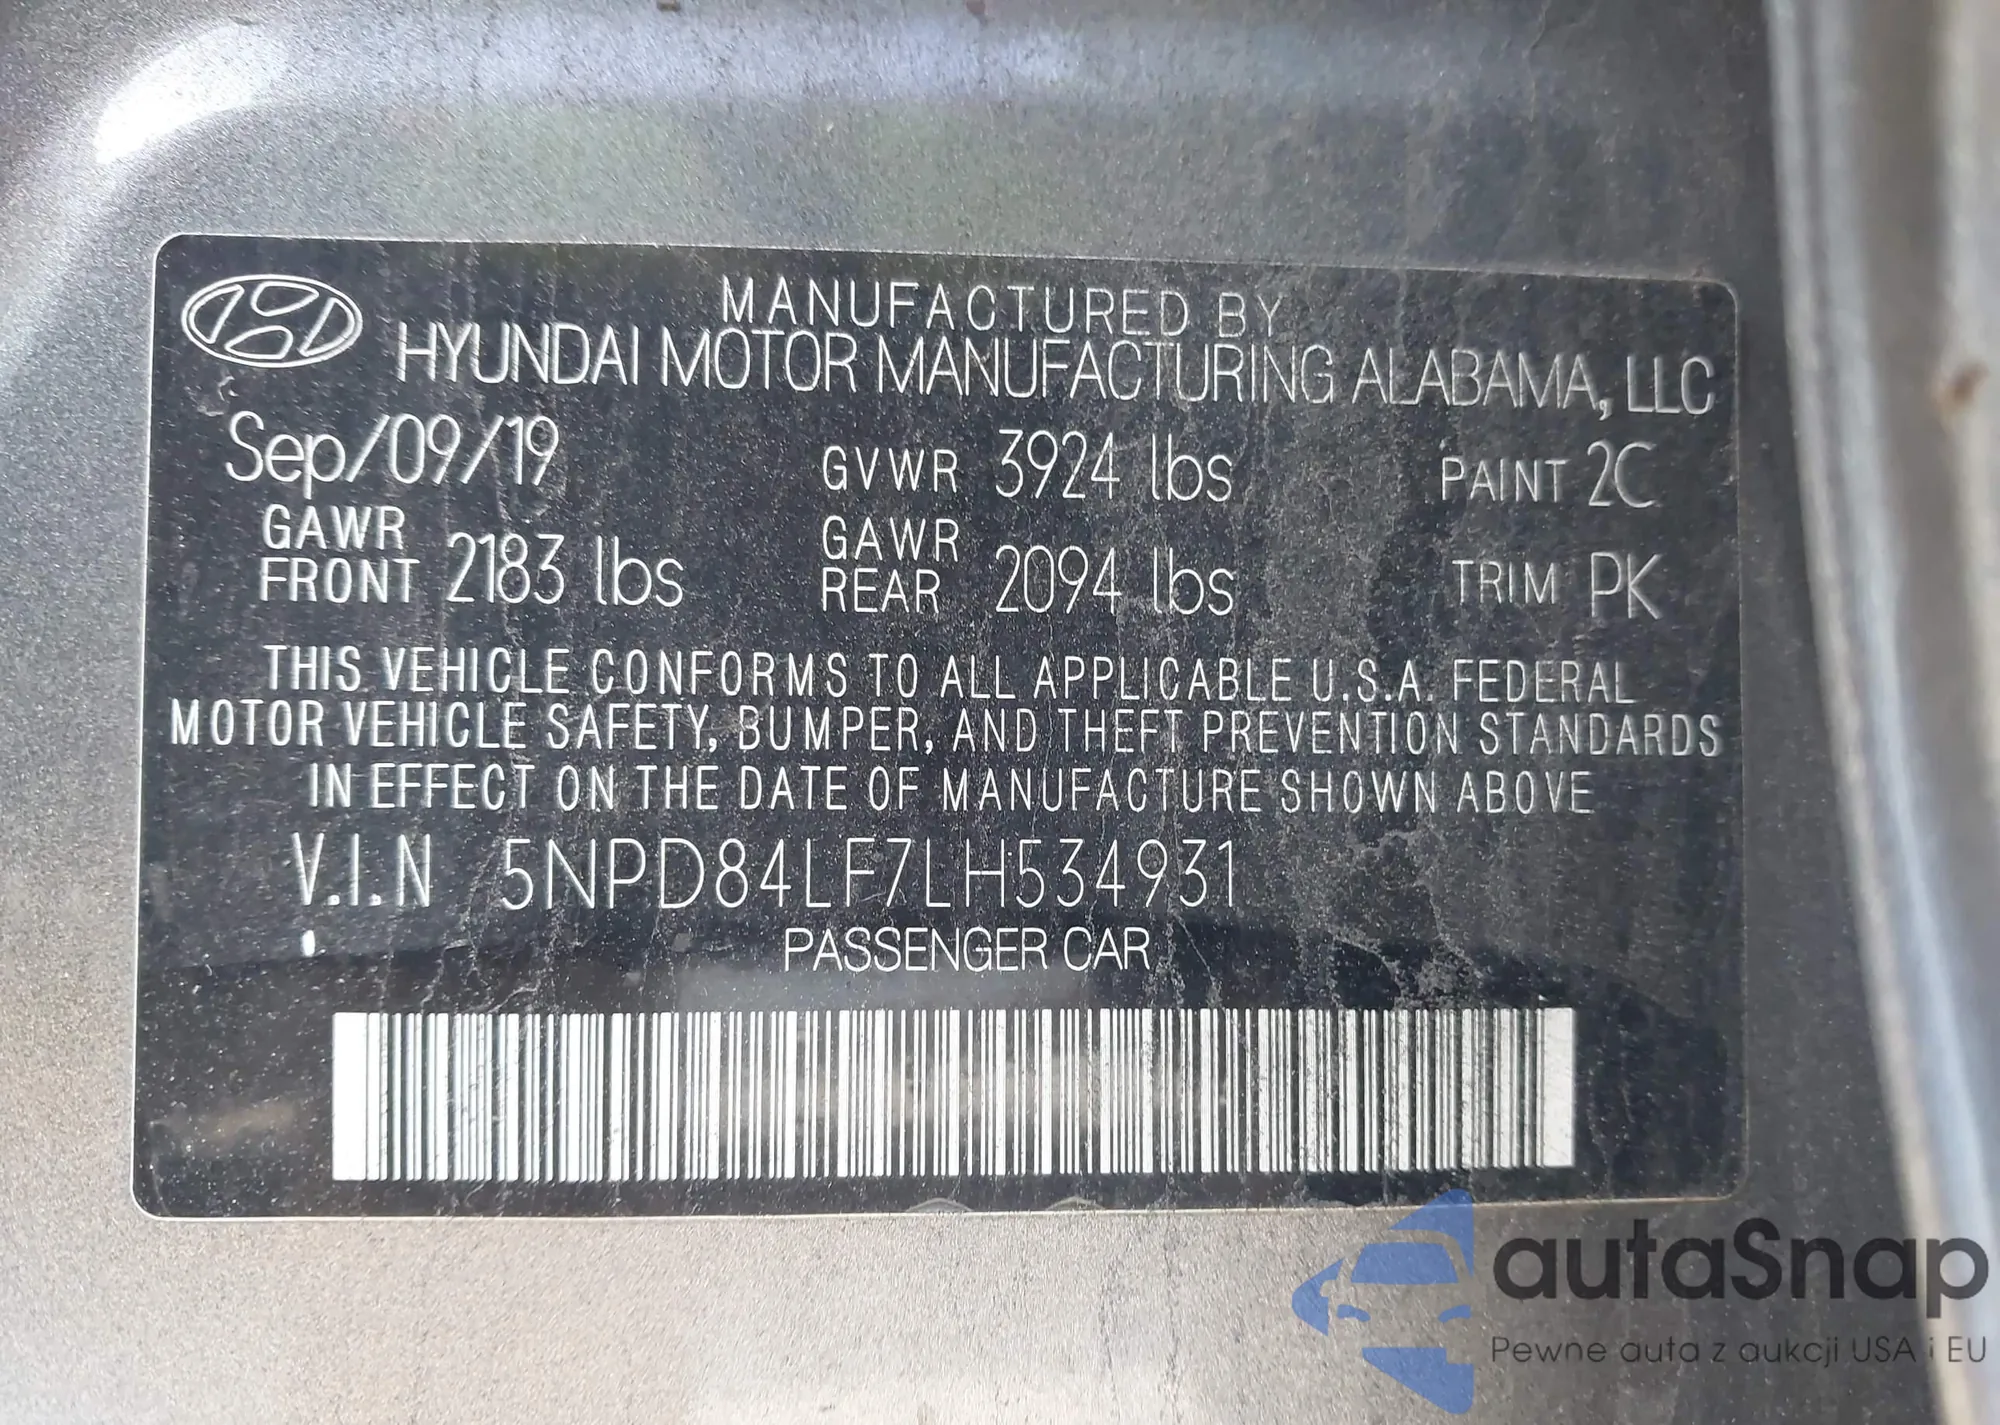 MANUFACTURED BY
HYUNDAI MOTOR MANUFACTURING ALABAMA, LLC
Sep/09/19 GVWR 3924 lbs PAINT 2C
GAWR FRONT 2183 lbs GAWR REAR 2094 lbs TRIM PK
THIS VEHICLE CONFORMS TO ALL APPLICABLE U.S.A. FEDERAL
MOTOR VEHICLE SAFETY, BUMPER, AND THEFT PREVENTION STANDARDS
IN EFFECT ON THE DATE OF MANUFACTURE SHOWN ABOVE
V.I.N 5NPD84LF7LH534931
PASSENGER CAR
autaSnap
Pewne auta z aukcji USA i EU